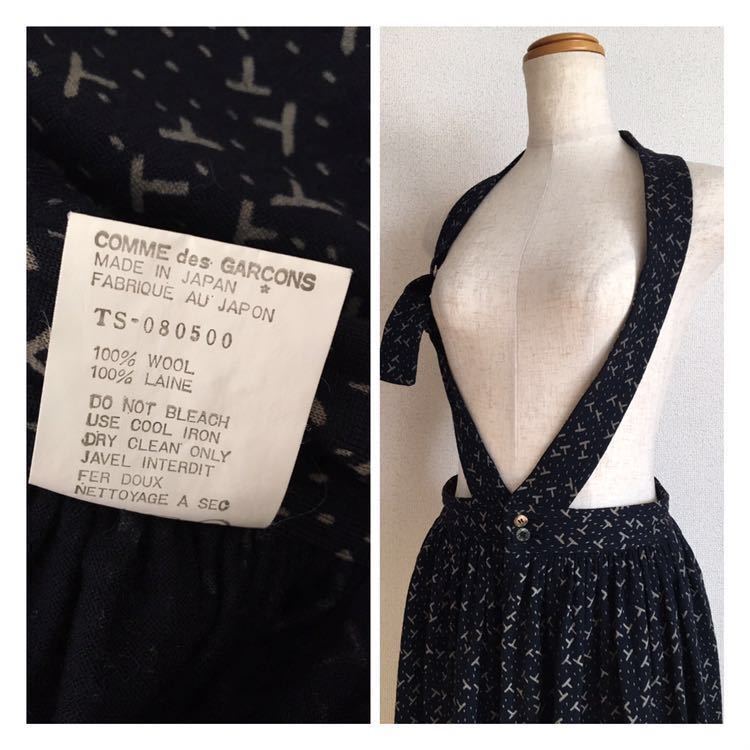 COMME des GARCONS
MADE IN JAPAN *
FABRIQUE AU JAPON
TS-080500
100% WOOL
100% LAINE
DO NOT BLEACH
USE COOL IRON
DRY CLEAN ONLY
JAVEL INTERDIT
FER DOUX
NETTOYAGE A SEC